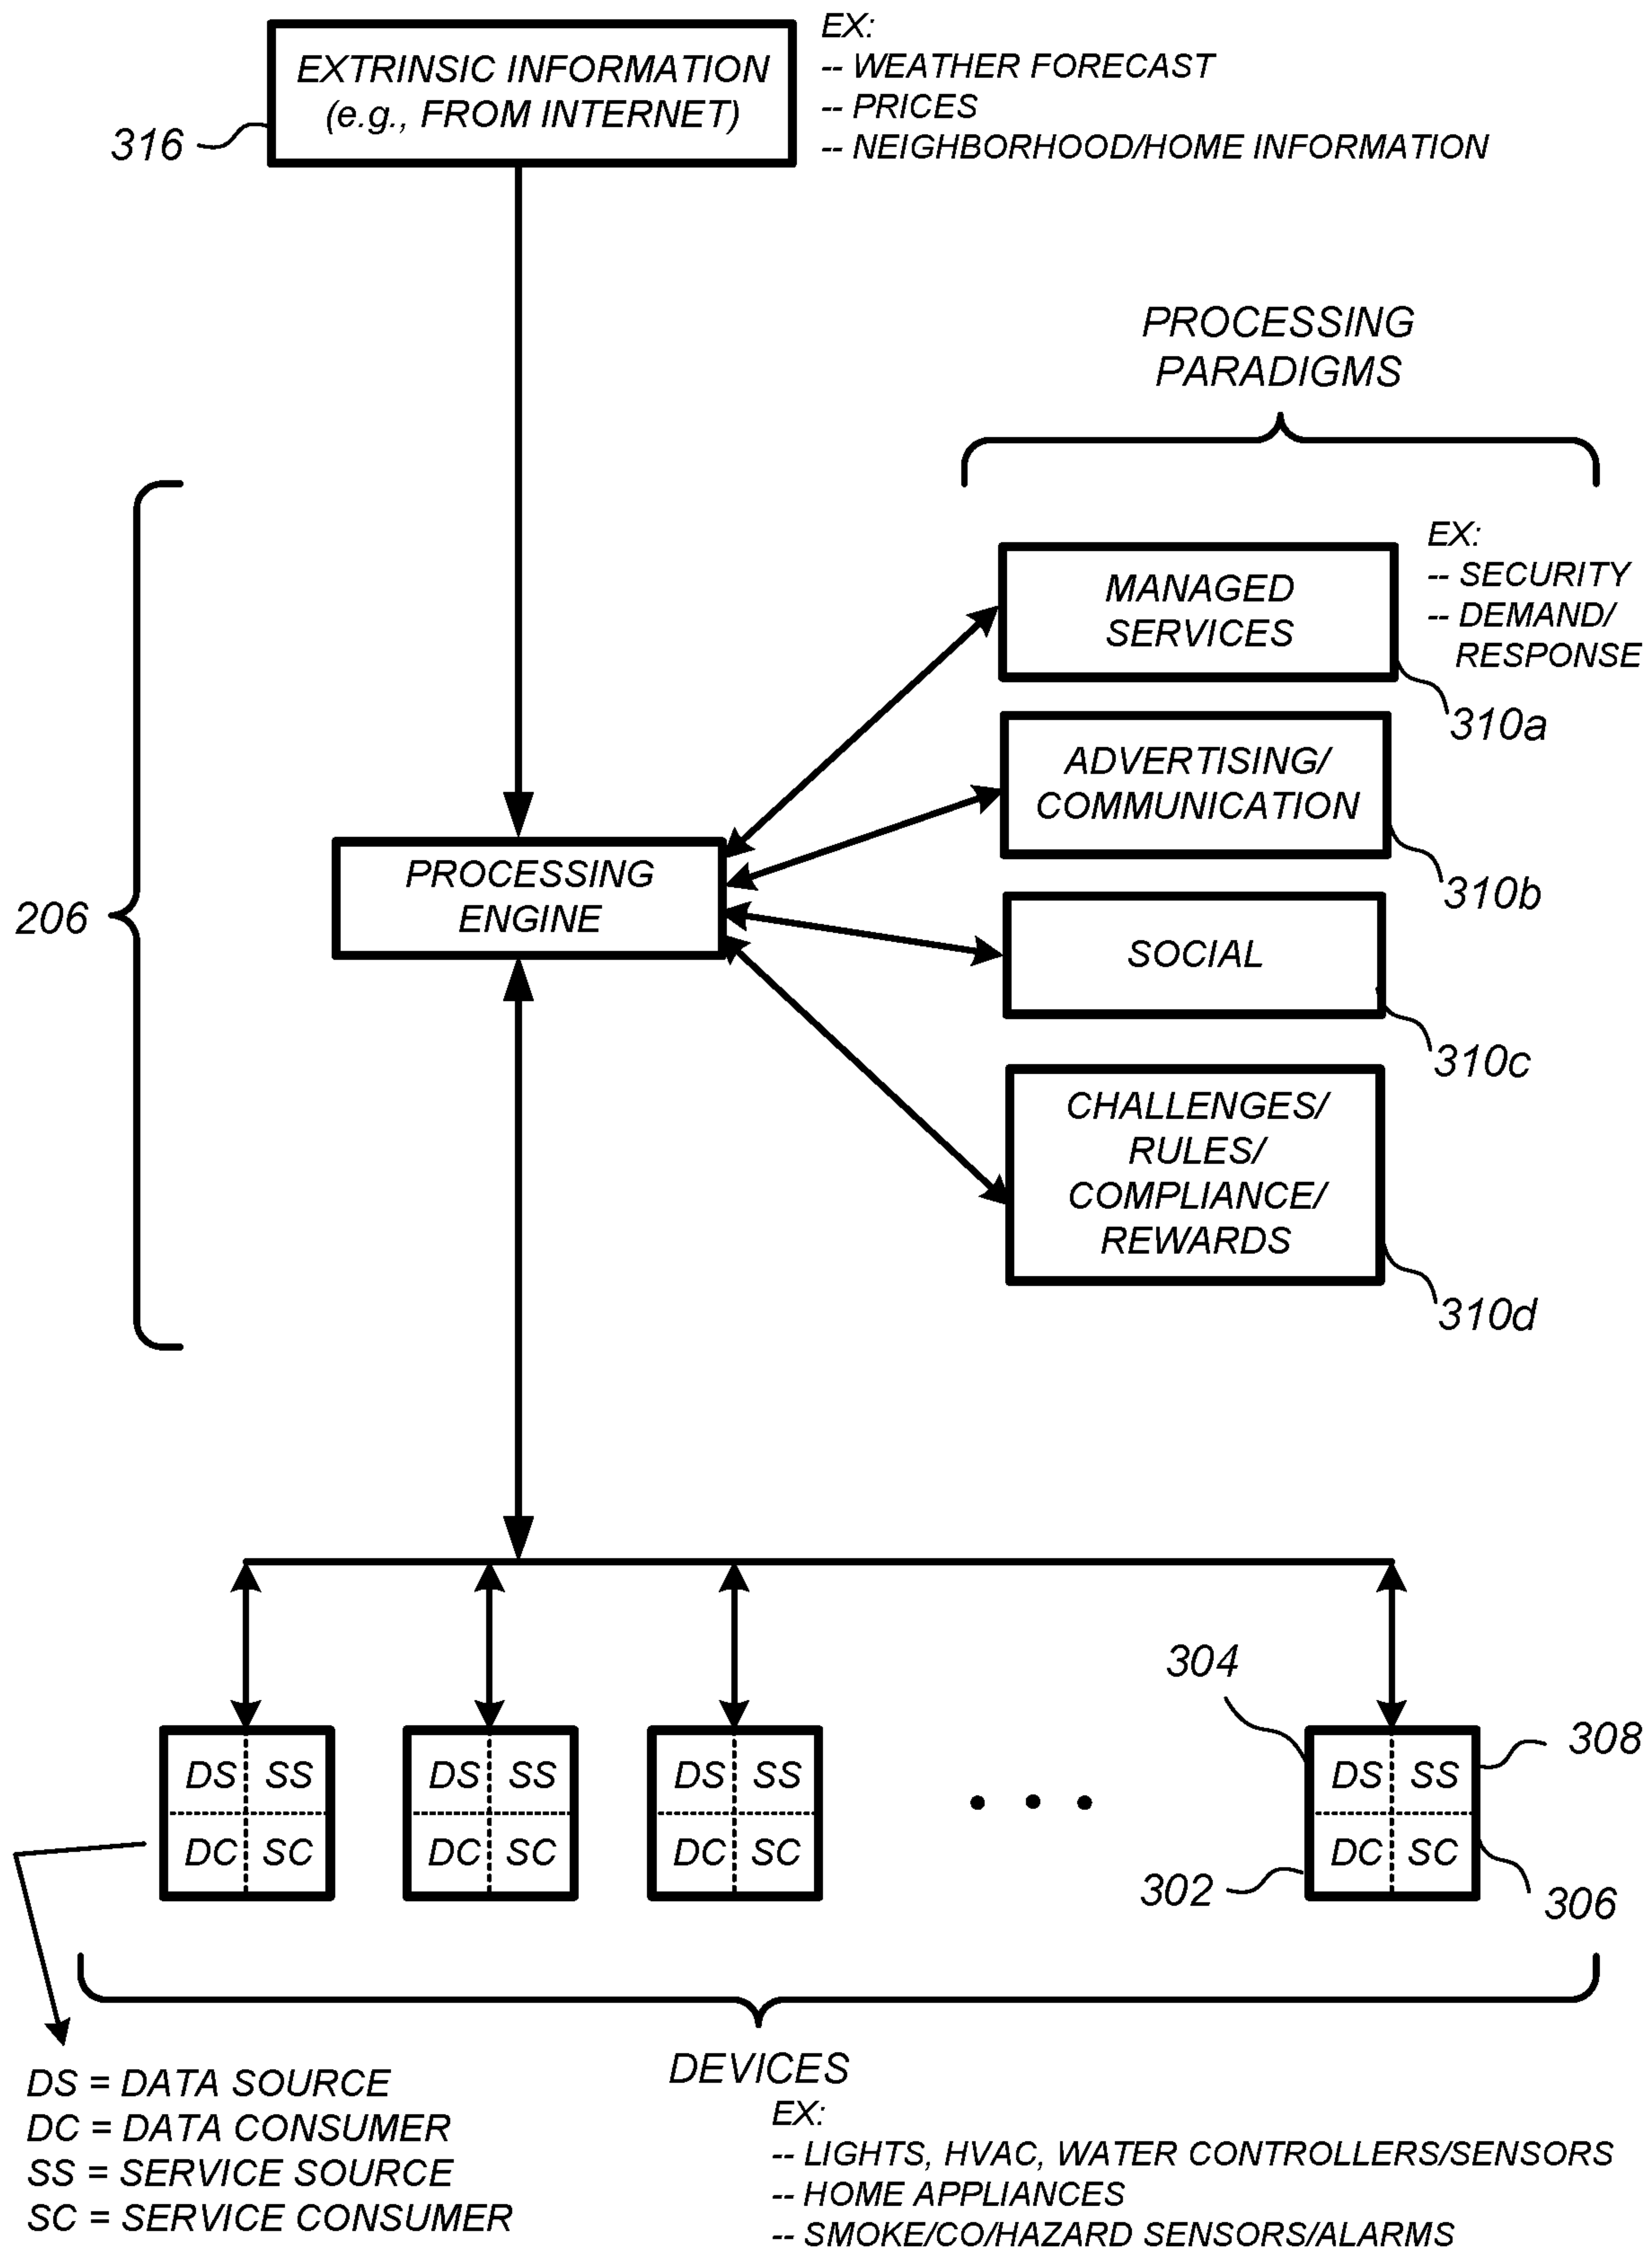 EXTRINSIC INFORMATION
(e.g., FROM INTERNET)
316
EX:
-- WEATHER FORECAST
-- PRICES
-- NEIGHBORHOOD/HOME INFORMATION
PROCESSING
PARADIGMS
MANAGED
SERVICES
EX:
-- SECURITY
-- DEMAND/
RESPONSE
310a
ADVERTISING/
COMMUNICATION
310b
206
PROCESSING
ENGINE
SOCIAL
310c
CHALLENGES/
RULES/
COMPLIANCE/
REWARDS
310d
304
308
DS SS
DC SC
DS SS
DC SC
DS SS
DC SC
DS SS
DC SC
302
306
DS = DATA SOURCE
DC = DATA CONSUMER
SS = SERVICE SOURCE
SC = SERVICE CONSUMER
DEVICES
EX:
-- LIGHTS, HVAC, WATER CONTROLLERS/SENSORS
-- HOME APPLIANCES
-- SMOKE/CO/HAZARD SENSORS/ALARMS